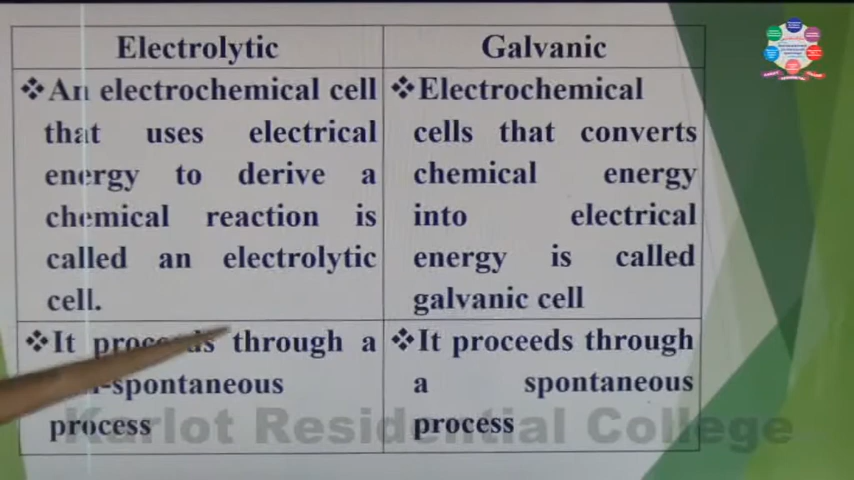 Electrolytic
Galvanic
❖An electrochemical cell
that uses electrical
energy to derive a
chemical reaction is
called an electrolytic
cell.
❖Electrochemical
cells that converts
chemical energy
into electrical
energy is called
galvanic cell
❖It proceeds through a
-spontaneous
process
❖It proceeds through
a spontaneous
process
Karlot Residential College